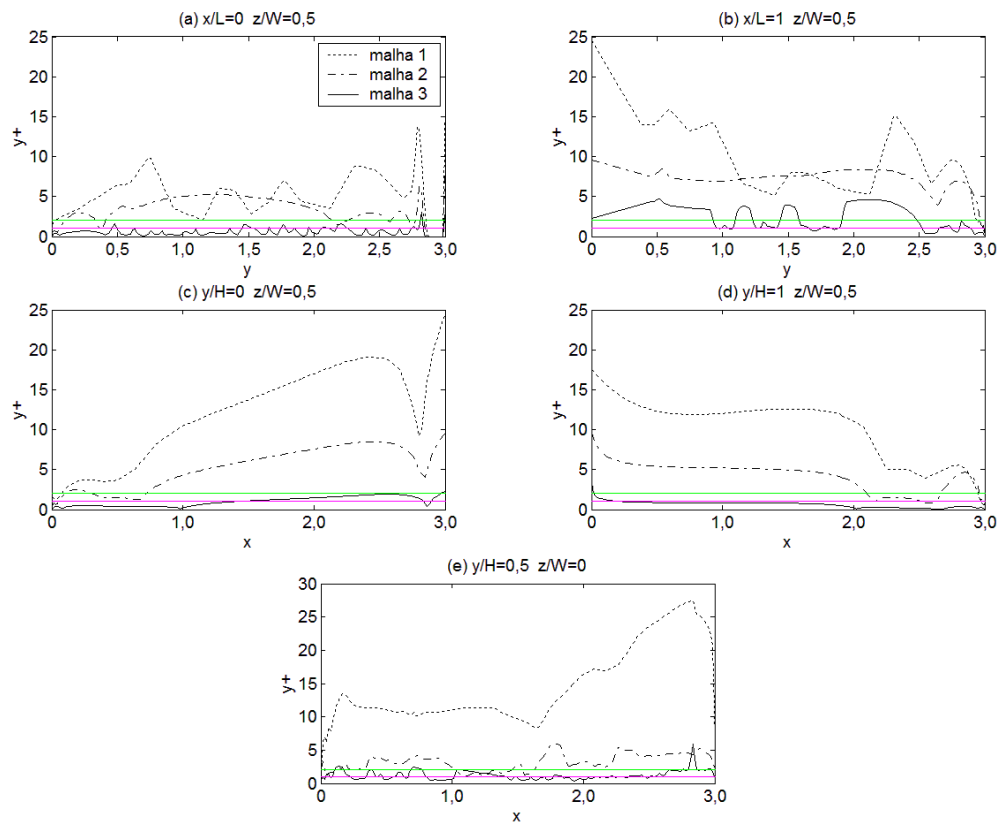 (a) x/L=0 z/W=0,5
25
20
15
10
5
0
y+
0 0,5 1,0 1,5 2,0 2,5 3,0
y
malha 1
malha 2
malha 3
(b) x/L=1 z/W=0,5
25
20
15
10
5
0
y+
0 0,5 1,0 1,5 2,0 2,5 3,0
y
(c) y/H=0 z/W=0,5
25
20
15
10
5
0
y+
0 1,0 2,0 3,0
x
(d) y/H=1 z/W=0,5
25
20
15
10
5
0
y+
0 1,0 2,0 3,0
x
(e) y/H=0,5 z/W=0
30
25
20
15
10
5
0
y+
0 1,0 2,0 3,0
x